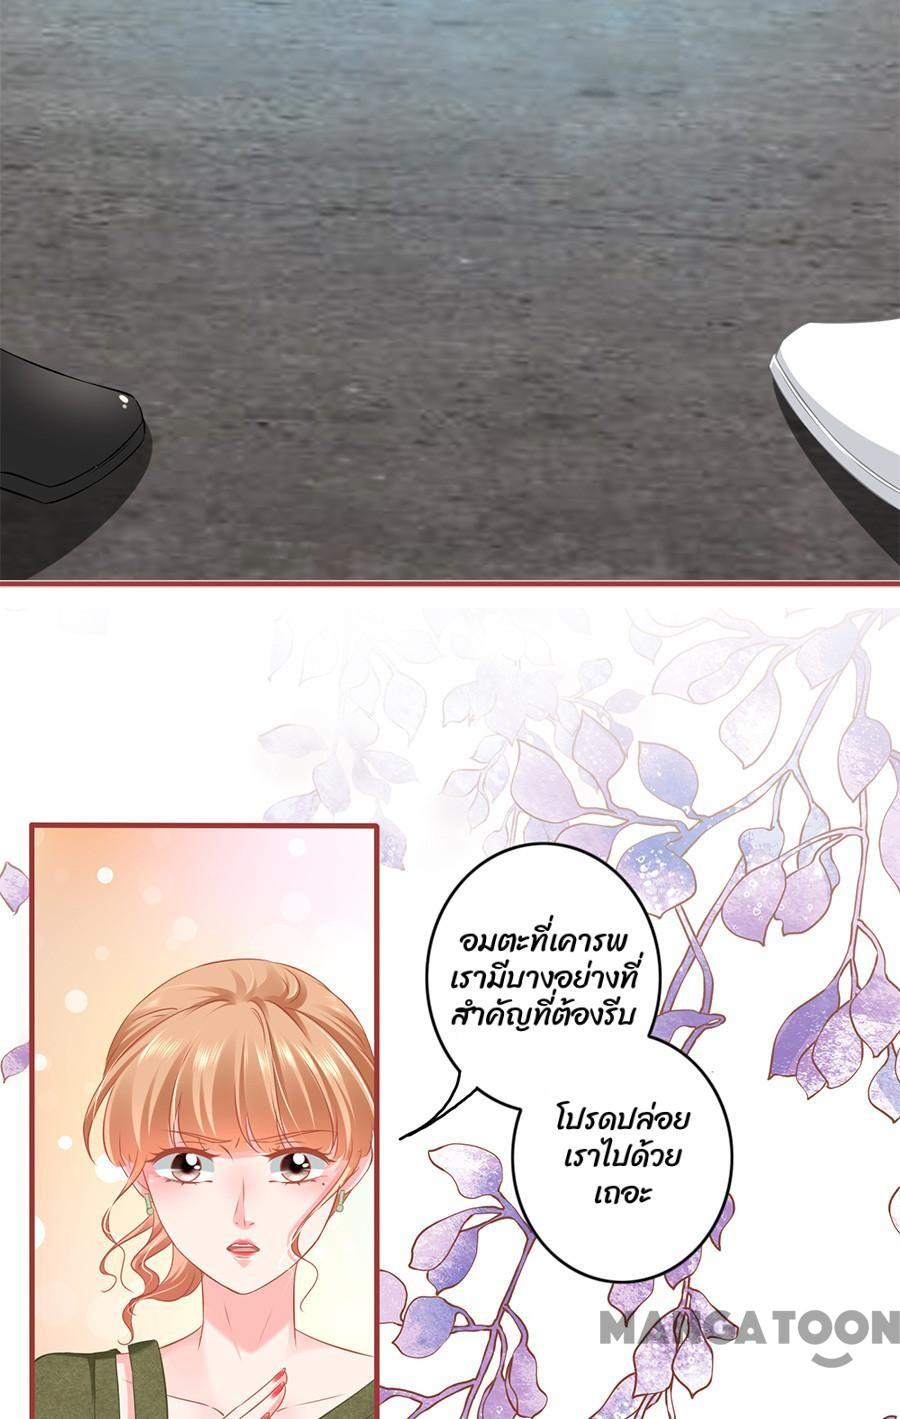 อมตะที่เคารพ
เรามีบางอย่างที่
สำคัญที่ต้องรีบ
โปรดปล่อย
เราไปด้วย
เถอะ
MANGATOON